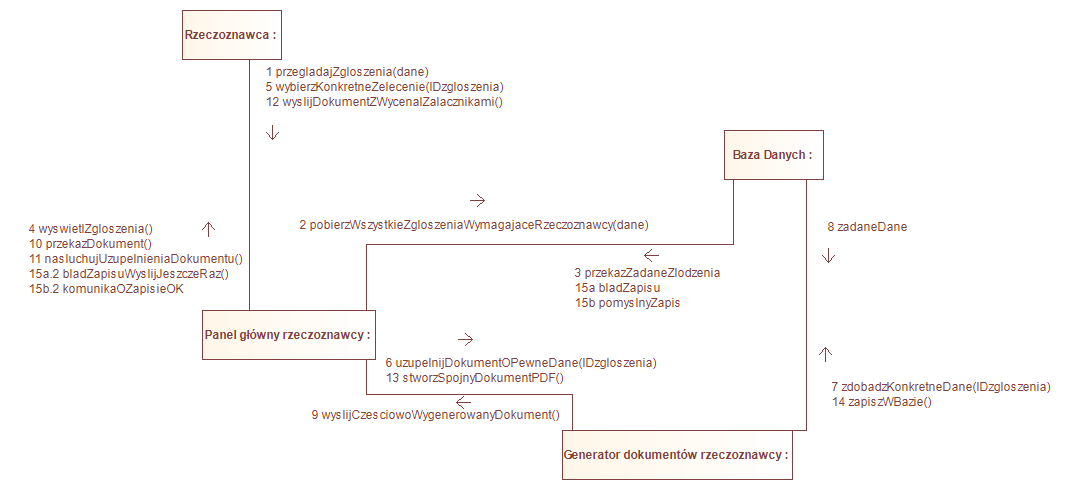 Rzeczoznawca :
1 przegladajZgloszenia(dane)
5 wybierzKonkretneZelecenie(IDzgloszenia)
12 wyslijDokumentZWycenaIZalacznikami()
Baza Danych :
2 pobierzWszystkieZgloszeniaWymagajaceRzeczoznawcy(dane)
8 zadaneDane
4 wyswietlZgloszenia()
10 przekazDokument()
11 nasluchujUzupelnieniaDokumentu()
15a.2 bladZapisuWyslijJeszczeRaz()
15b.2 komunikaOZapisieOK
3 przekazZadaneZlodzenia
15a bladZapisu
15b pomyslnyZapis
Panel główny rzeczoznawcy :
6 uzupelnijDokumentOPewneDane(IDzgloszenia)
13 stworzSpojnyDokumentPDF()
7 zdobadzKonkretneDane(IDzgloszenia)
14 zapiszWBazie()
9 wyslijCzesciowoWygenerowanyDokument()
Generator dokumentów rzeczoznawcy :